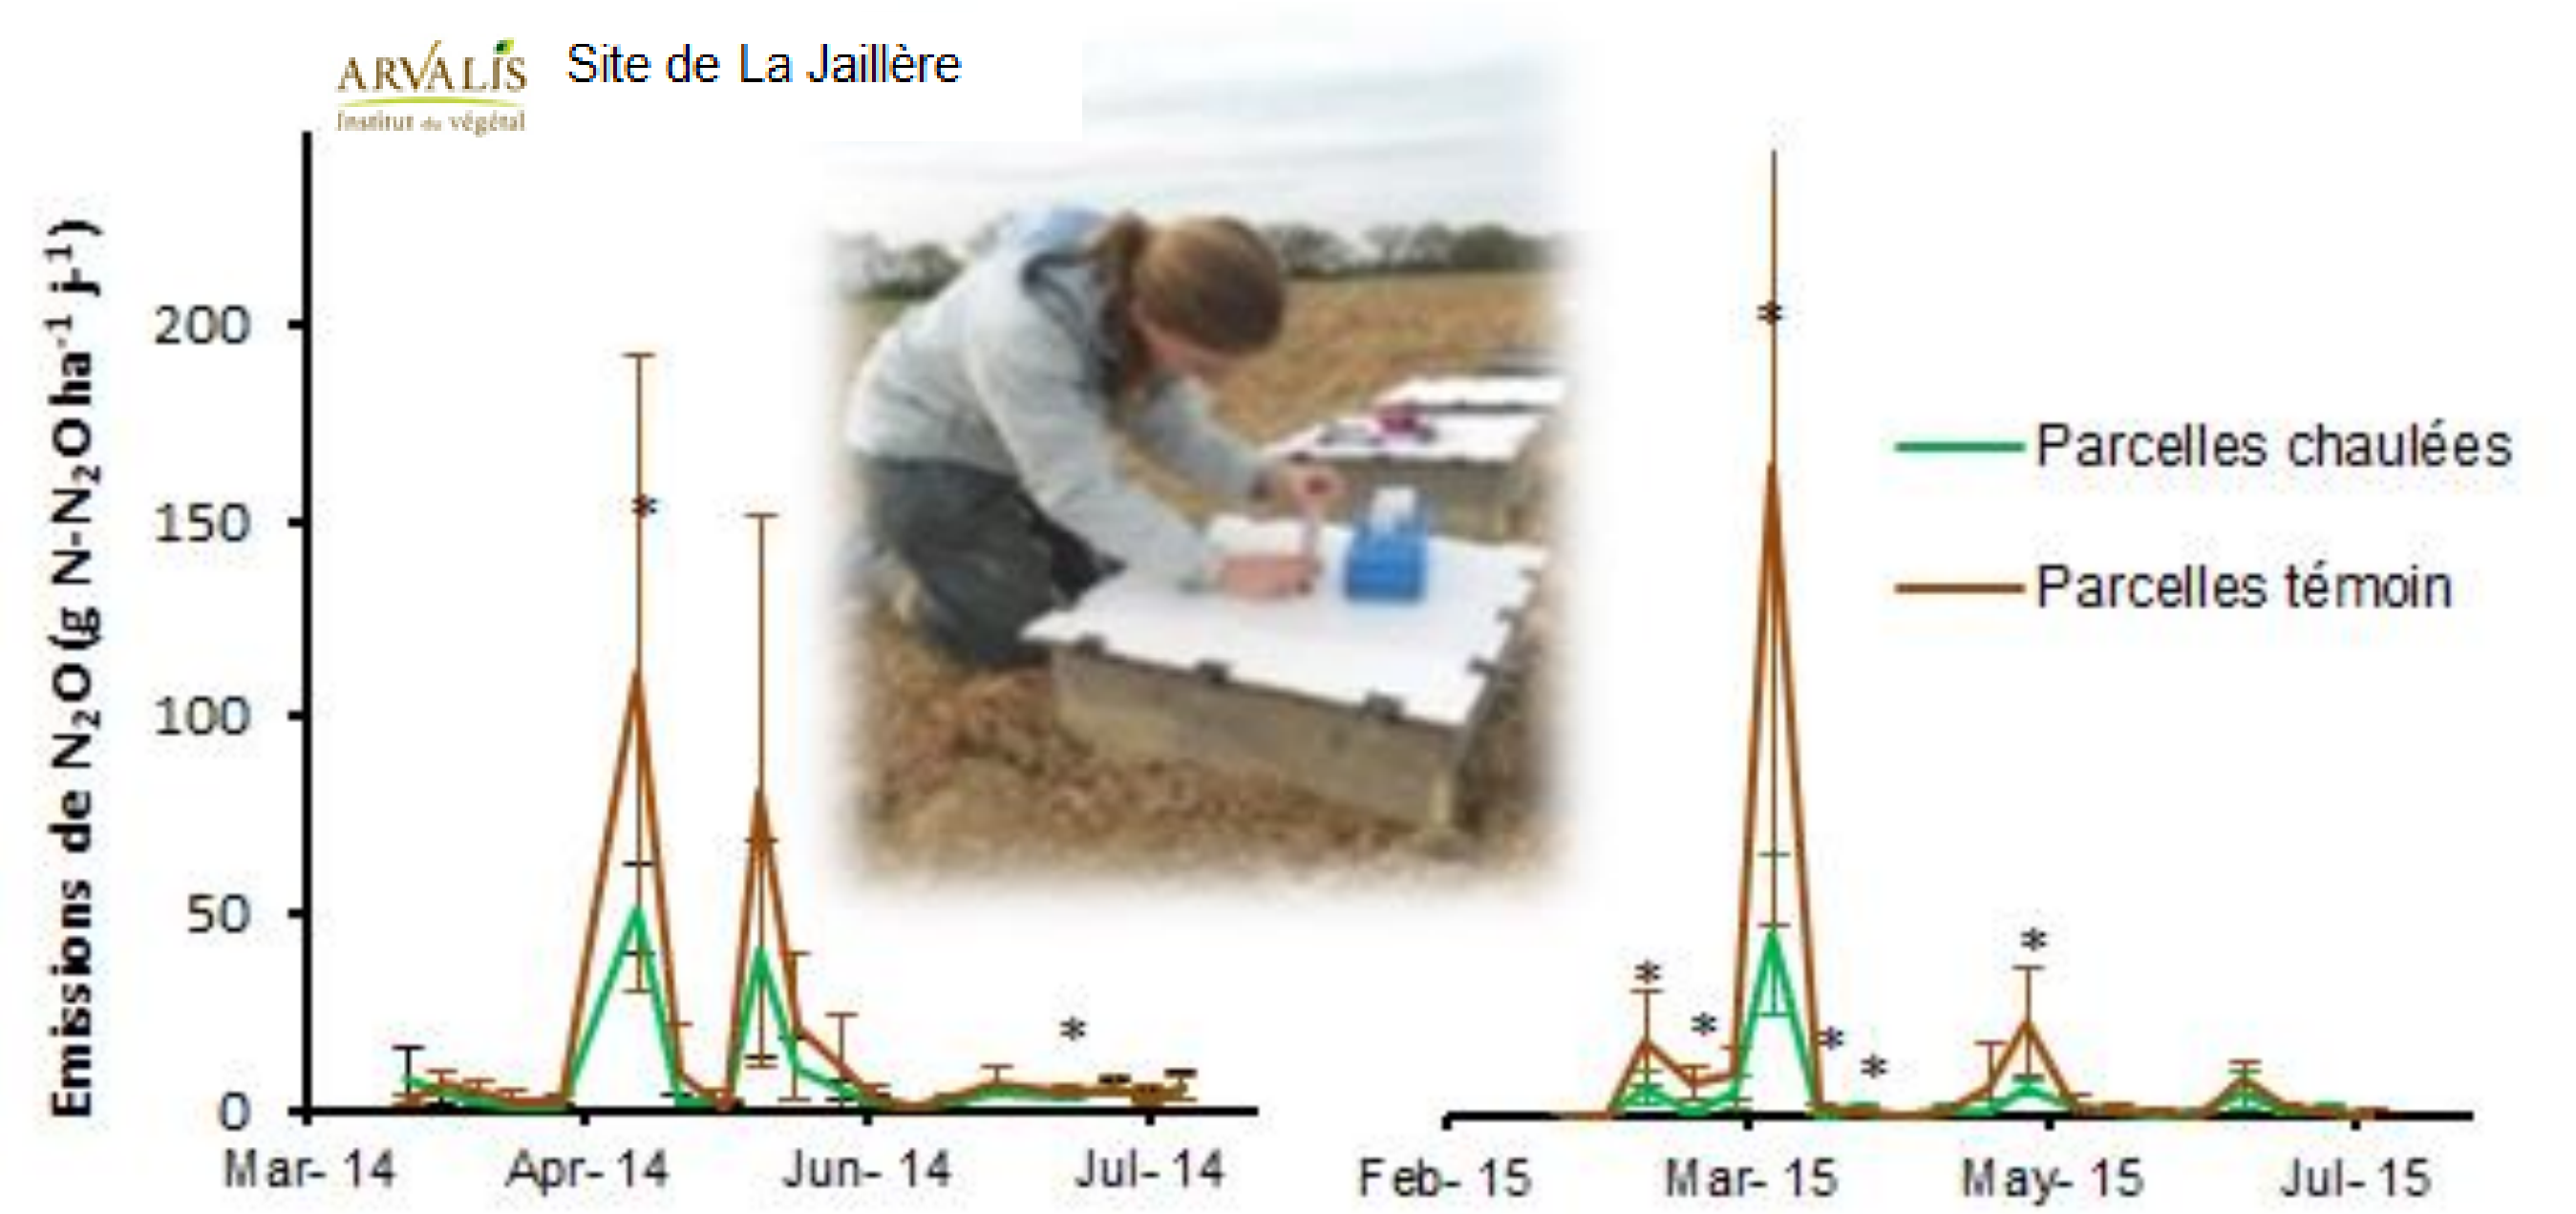 ARVALIS
Institut du végétal
Site de La Jaillère
Emissions de N₂O (g N-N₂O ha⁻¹ j-¹)
200
150
100
50
0
*
*
*
*
*
*
*
*
Mar- 14
Apr- 14
Jun- 14
Jul- 14
Feb- 15
Mar- 15
May- 15
Jul- 15
Parcelles chaulées
Parcelles témoin